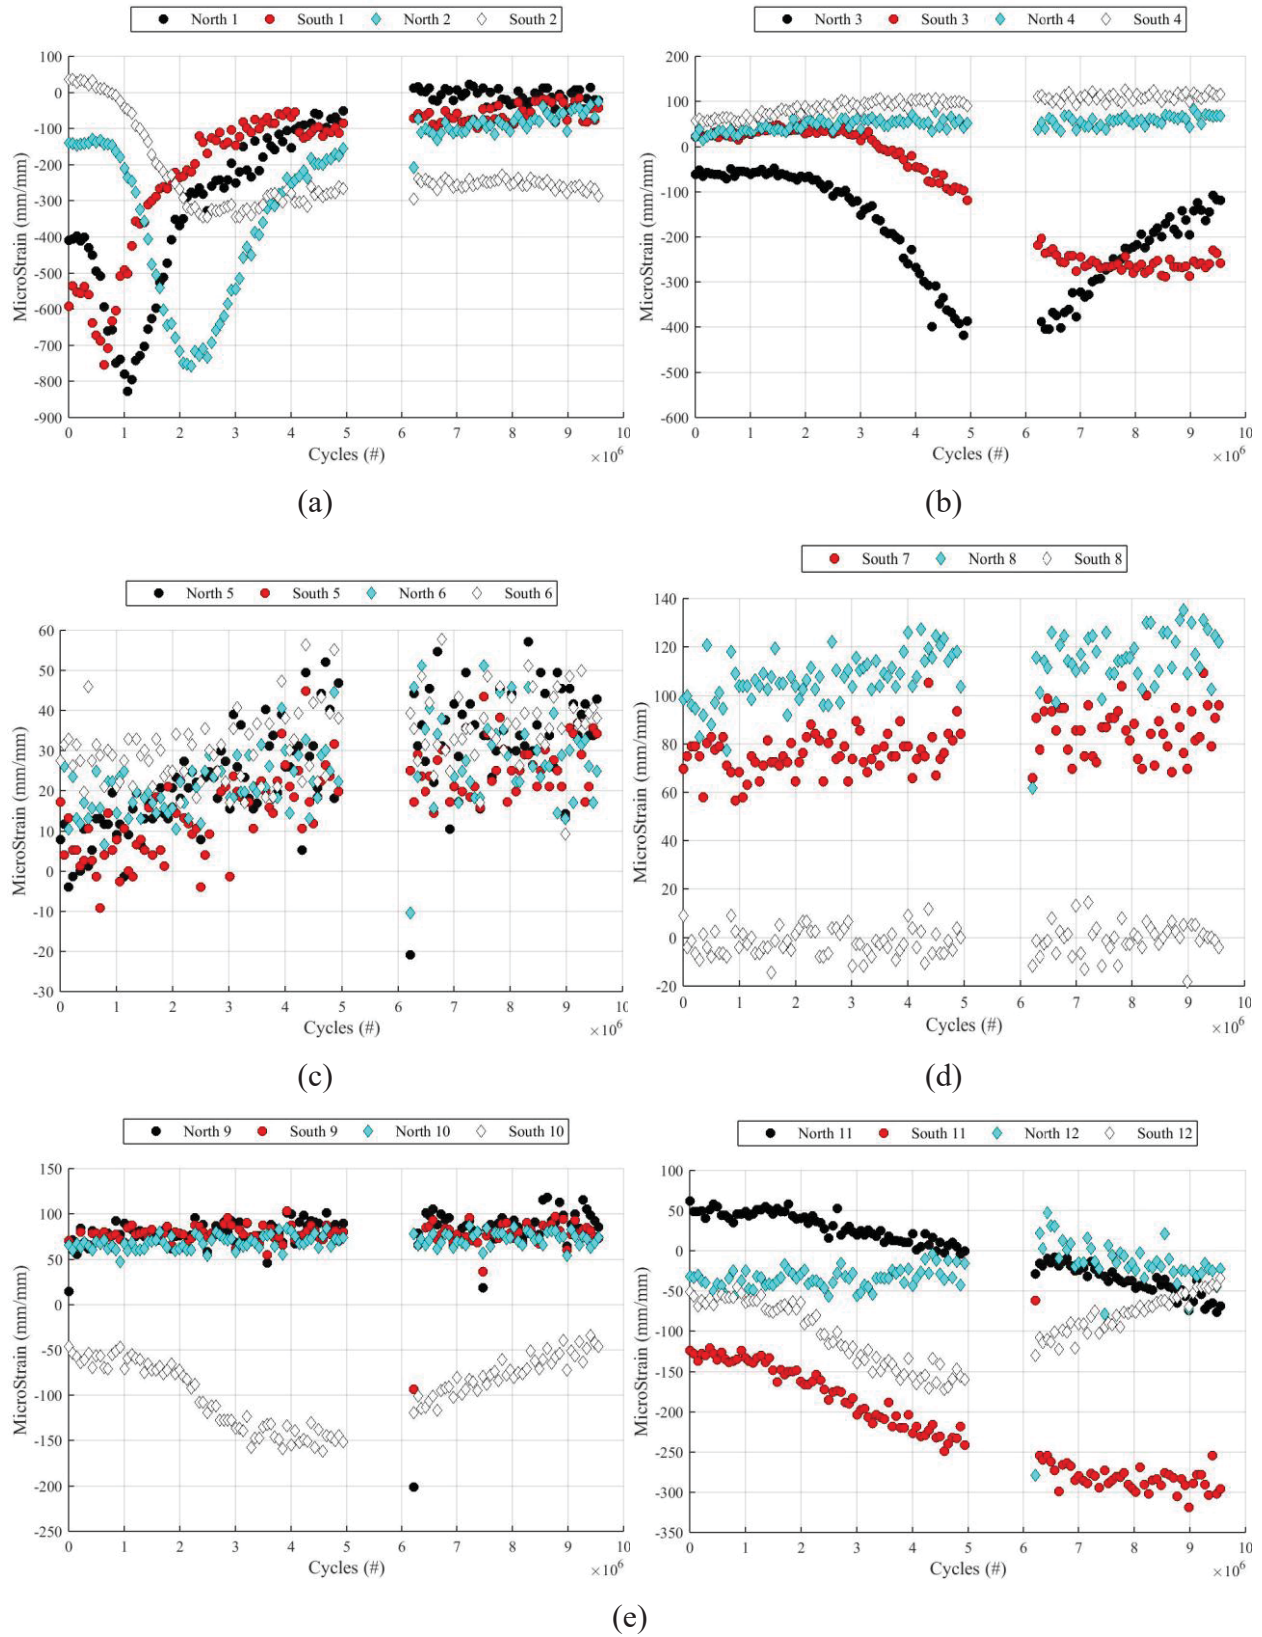 North 1 South 1 North 2 South 2
North 3 South 3 North 4 South 4
100
0
-100
-200
-300
-400
-500
-600
-700
-800
-900
MicroStrain (mm/mm)
0 1 2 3 4 5 6 7 8 9 10
Cycles (#)
×10^6
200
100
0
-100
-200
-300
-400
-500
-600
MicroStrain (mm/mm)
0 1 2 3 4 5 6 7 8 9 10
Cycles (#)
×10^6
(a)
(b)
North 5 South 5 North 6 South 6
South 7 North 8 South 8
60
50
40
30
20
10
0
-10
-20
-30
MicroStrain (mm/mm)
0 1 2 3 4 5 6 7 8 9 10
Cycles (#)
×10^6
140
120
100
80
60
40
20
0
-20
MicroStrain (mm/mm)
0 1 2 3 4 5 6 7 8 9 10
Cycles (#)
×10^6
(c)
(d)
North 9 South 9 North 10 South 10
North 11 South 11 North 12 South 12
150
100
50
0
-50
-100
-150
-200
-250
MicroStrain (mm/mm)
0 1 2 3 4 5 6 7 8 9 10
Cycles (#)
×10^6
100
50
0
-50
-100
-150
-200
-250
-300
-350
MicroStrain (mm/mm)
0 1 2 3 4 5 6 7 8 9 10
Cycles (#)
×10^6
(e)